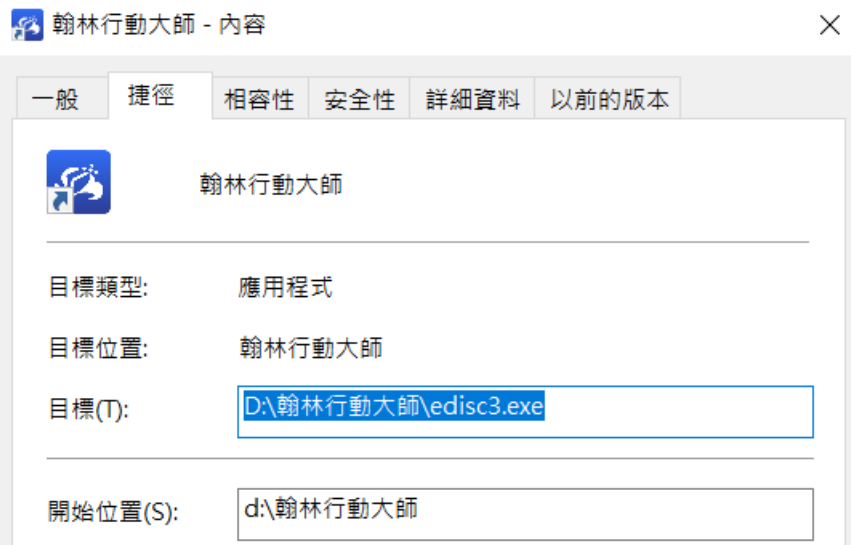 翰林行動大師 - 內容
一般 捷徑 相容性 安全性 詳細資料 以前的版本
翰林行動大師
目標類型: 應用程式
目標位置: 翰林行動大師
目標(T): D:\翰林行動大師\edisc3.exe
開始位置(S): d:\翰林行動大師